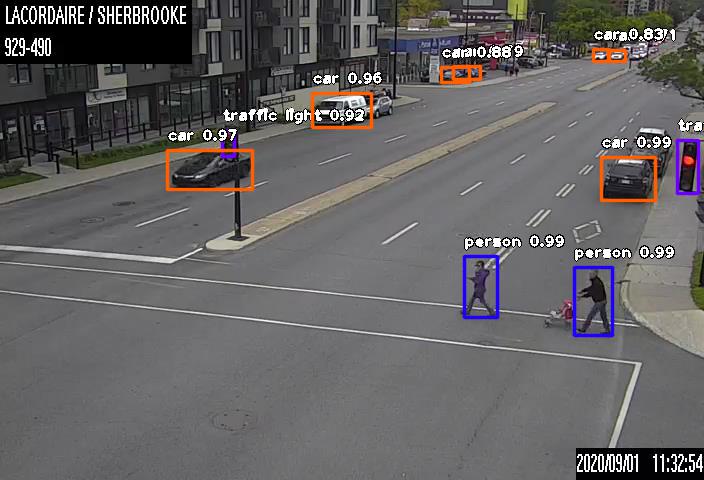 LACORDAIRE / SHERBROOKE
929-490
car 0.96
traffic light 0.92
car 0.97
car 0.99
person 0.99
person 0.99
2020/09/01 11:32:54